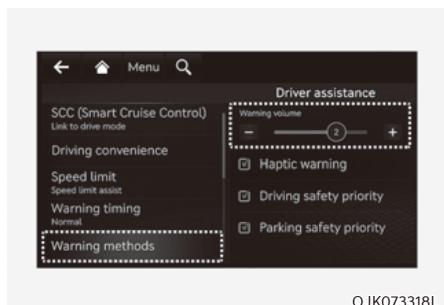 Menu
Driver assistance
SCC (Smart Cruise Control)
Link to drive mode
Driving convenience
Speed limit
Speed limit assist
Warning timing
Normal
Warning methods
Warning volume
− 2 +
Haptic warning
Driving safety priority
Parking safety priority
OJK073318L